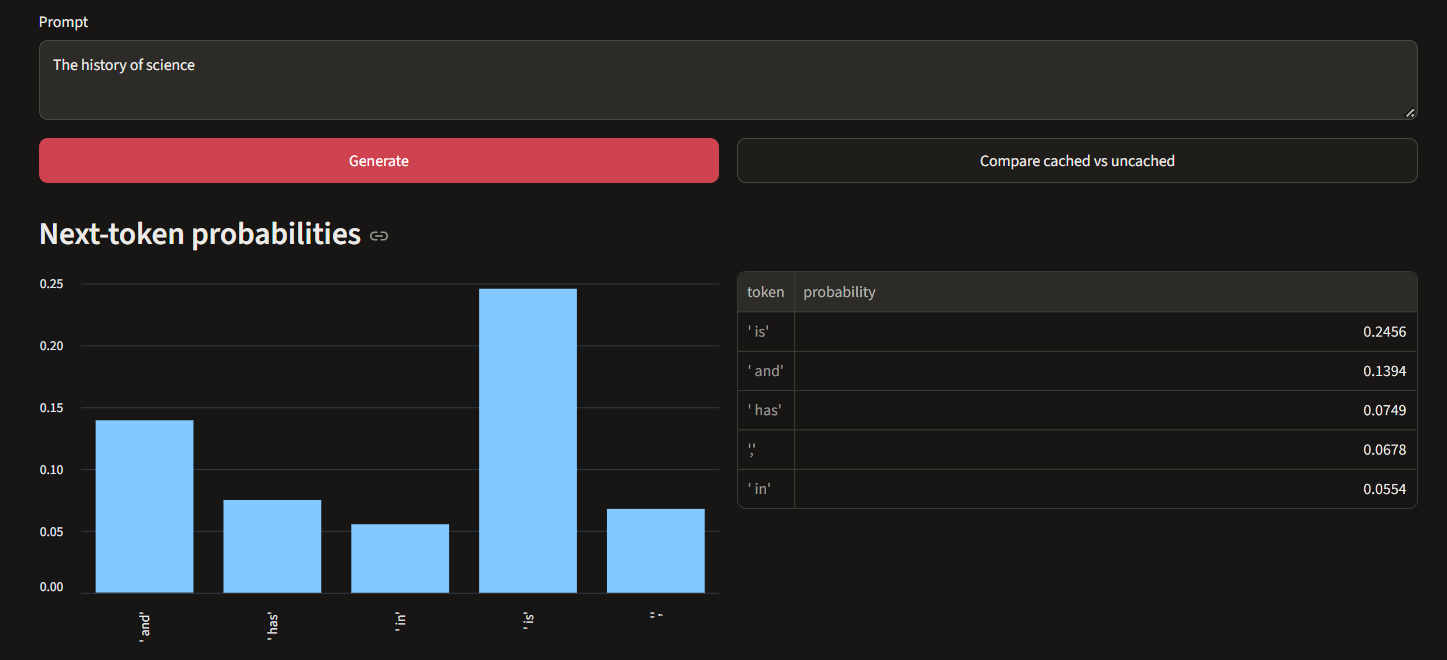 Prompt
The history of science
Generate
Compare cached vs uncached
Next-token probabilities
0.25
0.20
0.15
0.10
0.05
0.00
' and'
' has'
' in'
' is'
','
token probability
' is' 0.2456
' and' 0.1394
' has' 0.0749
',' 0.0678
' in' 0.0554